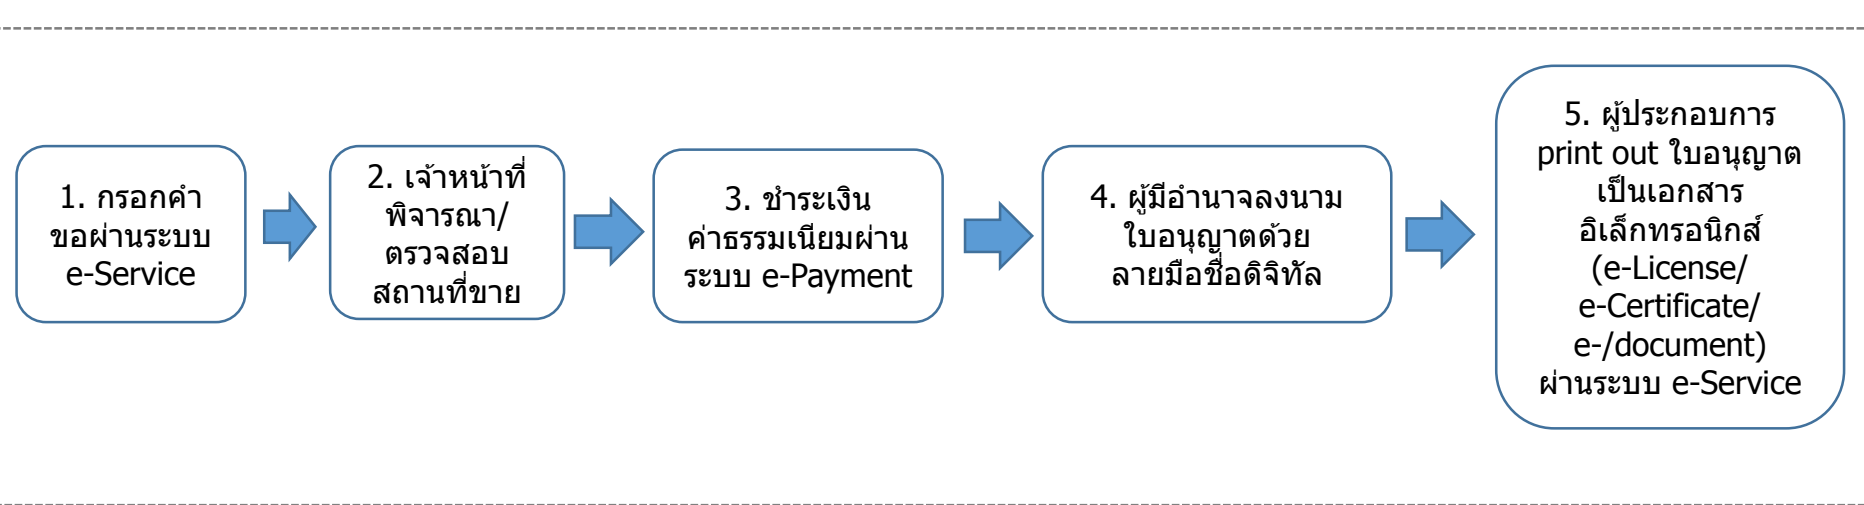 1. กรอกคำ
ขอผ่านระบบ
e-Service
2. เจ้าหน้าที่
พิจารณา/
ตรวจสอบ
สถานที่ขาย
3. ชำระเงิน
ค่าธรรมเนียมผ่าน
ระบบ e-Payment
4. ผู้มีอำนาจลงนาม
ใบอนุญาตด้วย
ลายมือชื่อดิจิทัล
5. ผู้ประกอบการ
print out ใบอนุญาต
เป็นเอกสาร
อิเล็กทรอนิกส์
(e-License/
e-Certificate/
e-/document)
ผ่านระบบ e-Service